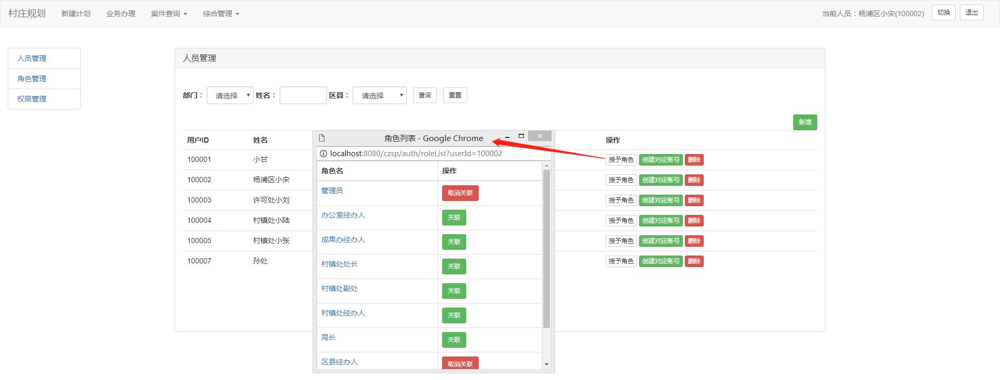 村庄规划 新建计划 业务办理 案件查询 综合管理 当前人员：杨浦区小宋(100002) 切换 退出
人员管理
角色管理
权限管理
人员管理
部门： 请选择 姓名： 区县： 请选择 查询 重置
新增
用户ID 姓名 操作
100001 小甘 授予角色 创建对应账号 删除
100002 杨浦区小宋 授予角色 创建对应账号 删除
100003 许可处小刘 授予角色 创建对应账号 删除
100004 村镇处小陆 授予角色 创建对应账号 删除
100005 村镇处小张 授予角色 创建对应账号 删除
100007 孙处 授予角色 创建对应账号 删除
角色列表 - Google Chrome
localhost:8080/czsp/auth/roleList?userId=100002
角色名 操作
管理员 取消关联
办公室经办人 关联
成果办经办人 关联
村镇处处长 关联
村镇处副处 关联
村镇处经办人 关联
局长 关联
区县经办人 取消关联